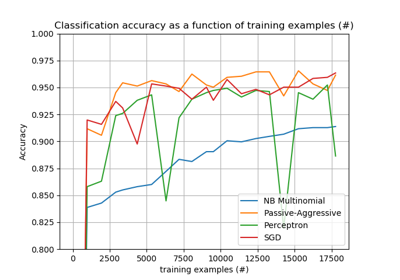 Classification accuracy as a function of training examples (#)
1.000
0.975
0.950
0.925
0.900
0.875
0.850
0.825
0.800
Accuracy
NB Multinomial
Passive-Aggressive
Perceptron
SGD
0 2500 5000 7500 10000 12500 15000 17500
training examples (#)